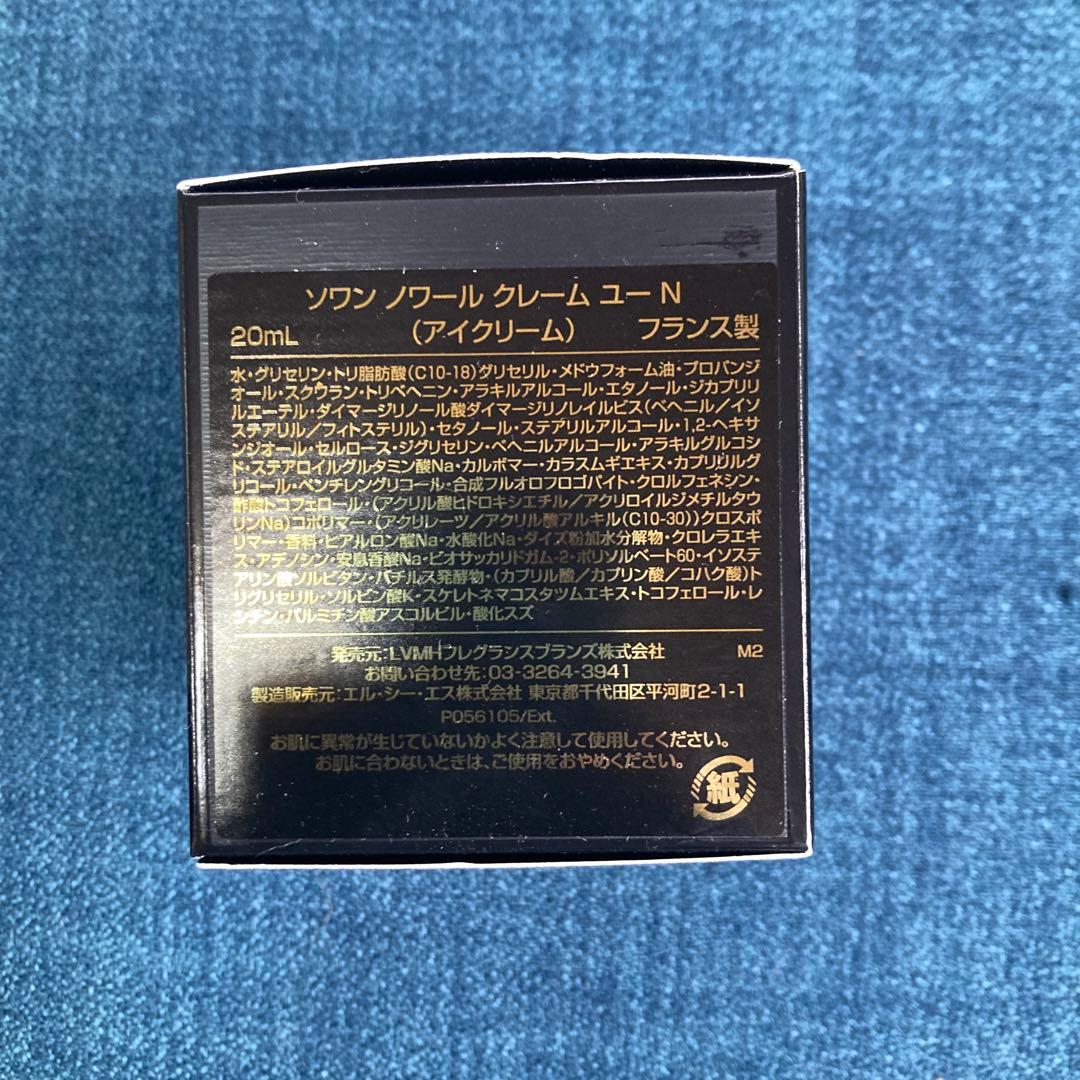 ソワン ノワール クレーム ユー N
20mL （アイクリーム） フランス製
水・グリセリン・トリ脂肪酸(C10-18)グリセリル・メドウフォーム油・プロパンジ
オール・スクワラン・トリベヘニン・アラキルアルコール・エタノール・ジカプリリ
ルエーテル・ダイマージリノール酸ダイマージリノレイルビス(ベヘニル／イソ
ステアリル／フィトステリル)・セタノール・ステアリルアルコール・1,2-ヘキサ
ンジオール・セルロース・ジグリセリン・ベヘニルアルコール・アラキルグルコシ
ド・ステアロイルグルタミン酸Na・カルボマー・カラスムギエキス・カプリリルグ
リコール・ペンチレングリコール・合成フルオロフロゴパイト・クロルフェネシン・
酢酸トコフェロール・(アクリル酸ヒドロキシエチル／アクリロイルジメチルタウ
リンNa)コポリマー・(アクリレーツ／アクリル酸アルキル(C10-30))クロスポ
リマー・香料・ヒアルロン酸Na・水酸化Na・ダイズ粉加水分解物・クロレラエキ
ス・アデノシン・安息香酸Na・ビオサッカリドガム-2・ポリソルベート60・イソステ
アリン酸ソルビタン・バチルス発酵物・(カプリル酸／カプリン酸／コハク酸)ト
リグリセリル・ソルビン酸K・スケレトネマコスタツムエキス・トコフェロール・レ
シチン・パルミチン酸アスコルビル・酸化スズ
発売元：LVMHフレグランスブランズ株式会社 M2
お問い合わせ先：03-3264-3941
製造販売元：エル・シー・エス株式会社 東京都千代田区平河町2-1-1
P056105/Ext.
お肌に異常が生じていないかよく注意して使用してください。
お肌に合わないときは、ご使用をおやめください。
紙